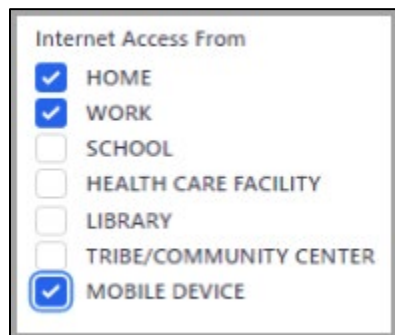 Internet Access From
HOME
WORK
SCHOOL
HEALTH CARE FACILITY
LIBRARY
TRIBE/COMMUNITY CENTER
MOBILE DEVICE